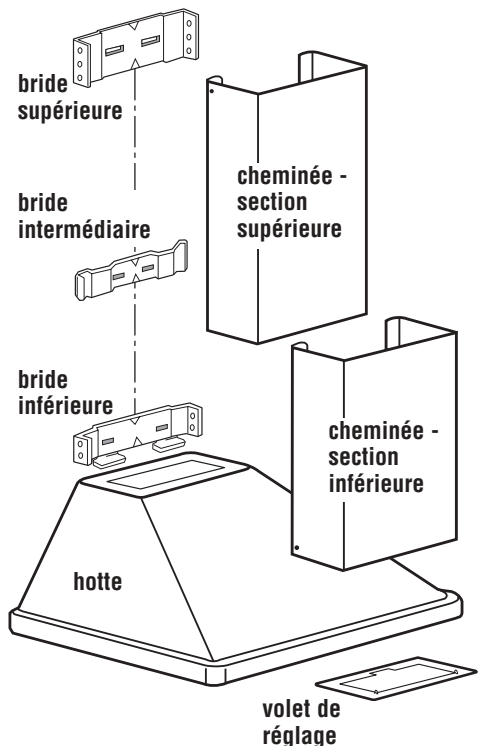 bride
supérieure
cheminée -
section
supérieure
bride
intermédiaire
bride
inférieure
cheminée -
section
inférieure
hotte
volet de
réglage